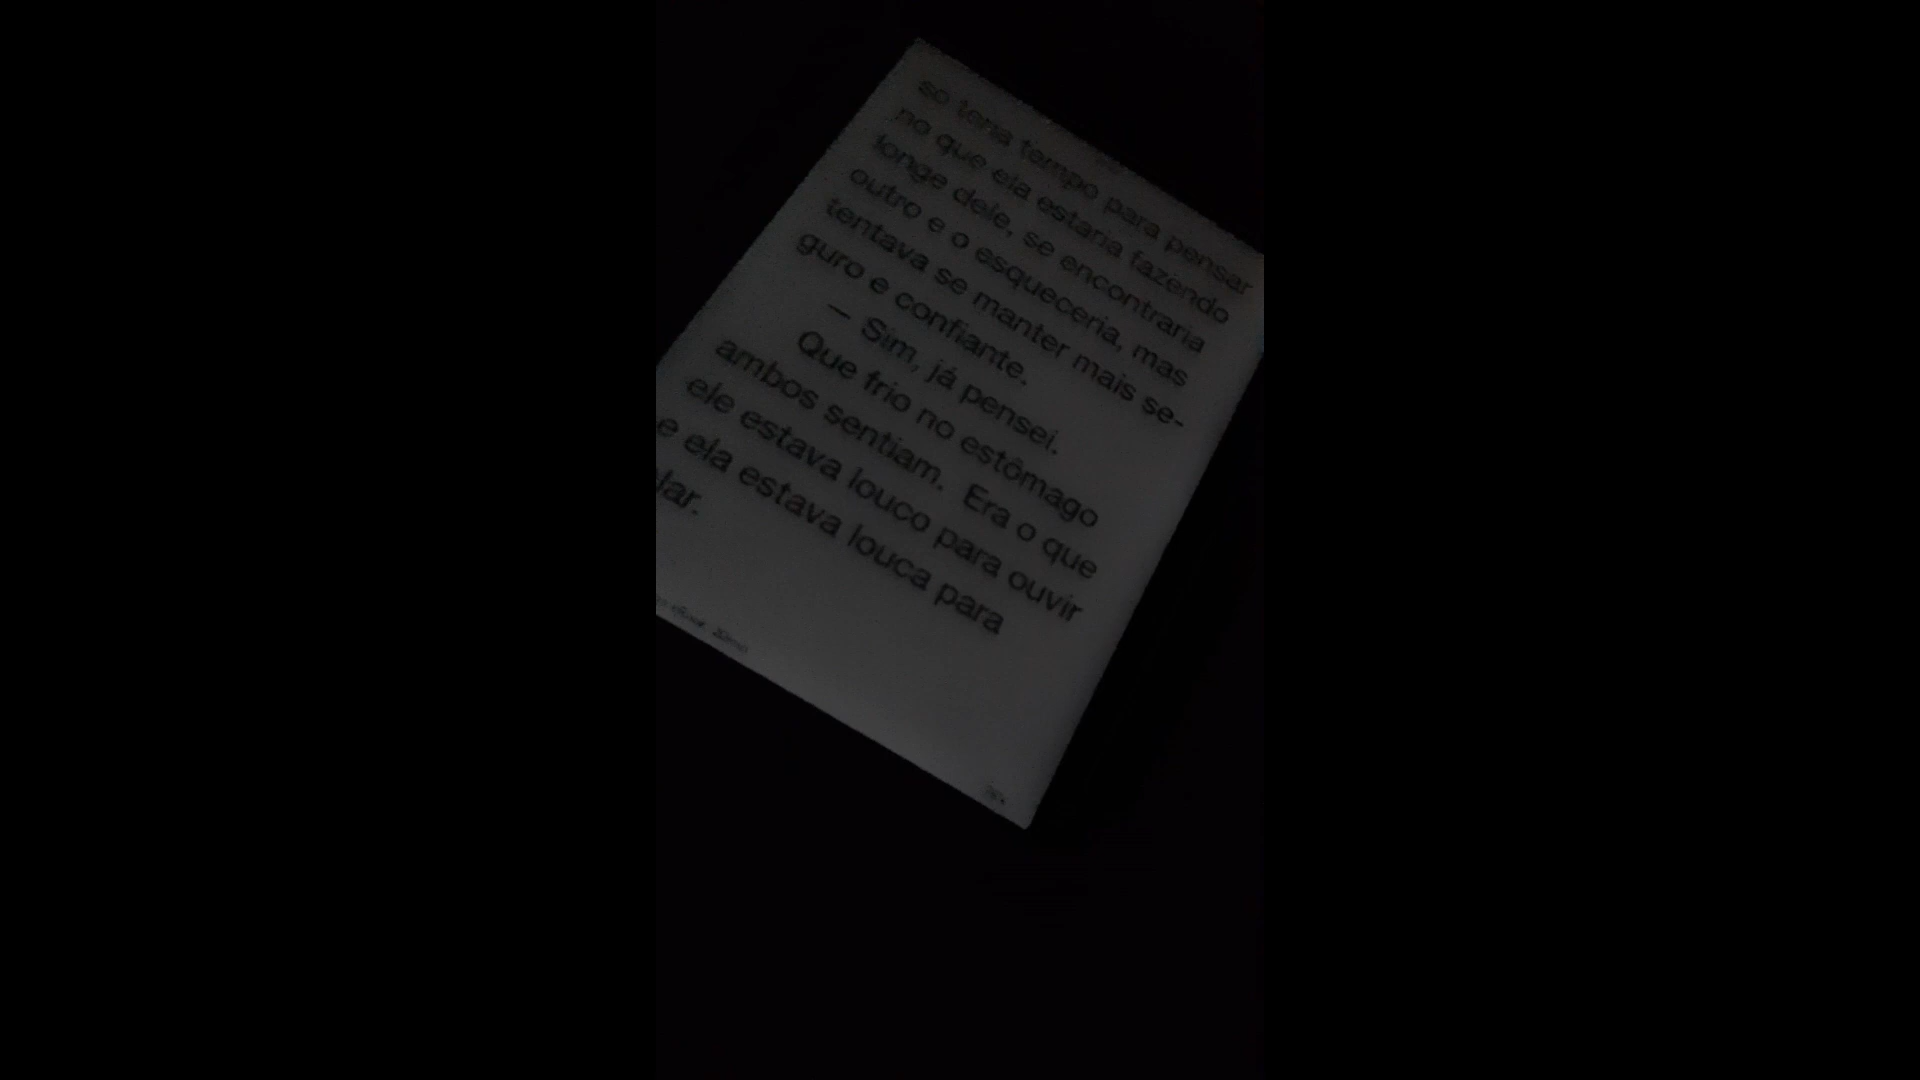 só teria tempo para pensar
no que ela estaria fazendo
longe dele, se encontraria
outro e o esqueceria, mas
tentava se manter mais se-
guro e confiante.
— Sim, já pensei.
Que frio no estômago
ambos sentiam. Era o que
ele estava louco para ouvir
e ela estava louca para